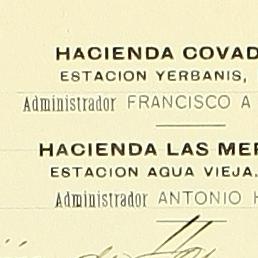 HACIENDA COVAD
ESTACION YERBANIS,
Administrador FRANCISCO A
HACIENDA LAS MER
ESTACION AGUA VIEJA.
Administrador ANTONIO H